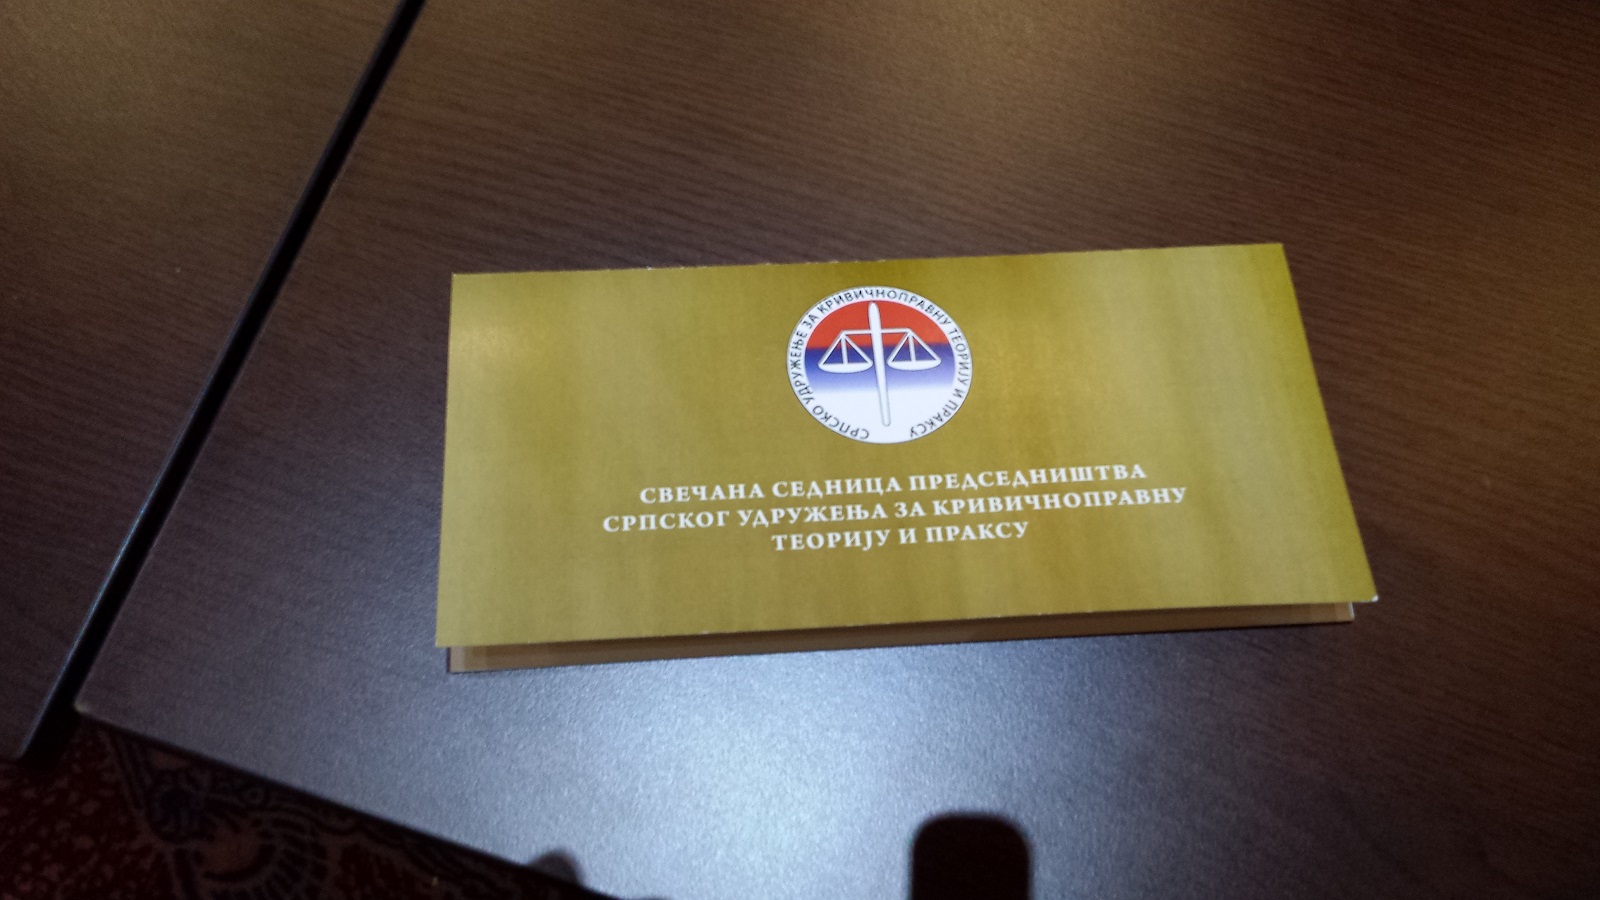 СРПСКО УДРУЖЕЊЕ ЗА КРИВИЧНОПРАВНУ ТЕОРИЈУ И ПРАКСУ
СВЕЧАНА СЕДНИЦА ПРЕДСЕДНИШТВА
СРПСКОГ УДРУЖЕЊА ЗА КРИВИЧНОПРАВНУ
ТЕОРИЈУ И ПРАКСУ